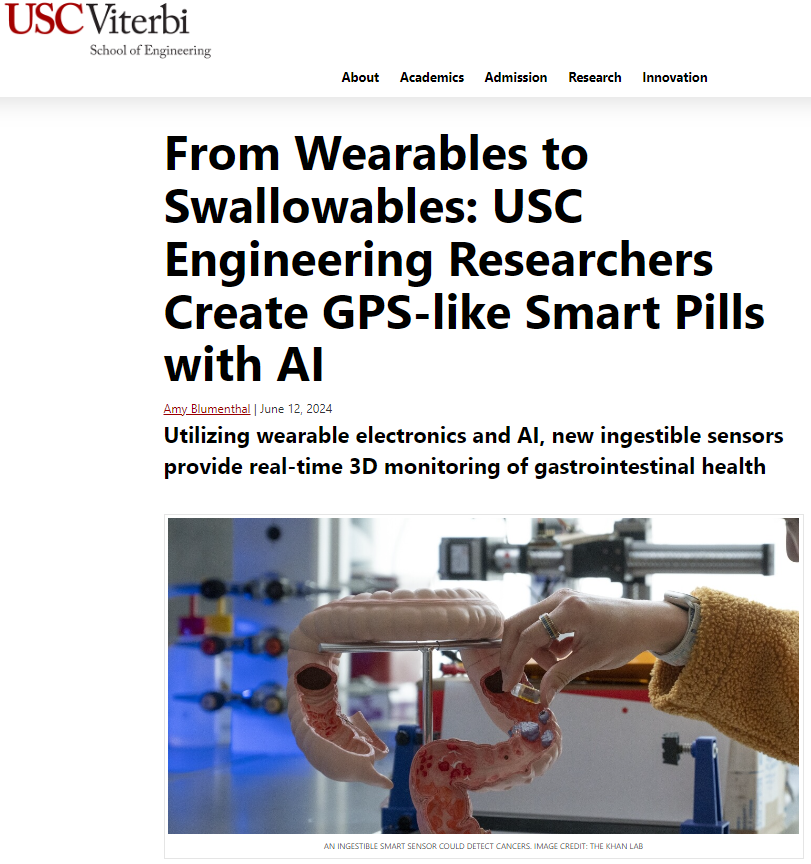 USC Viterbi
School of Engineering
About Academics Admission Research Innovation
From Wearables to
Swallowables: USC
Engineering Researchers
Create GPS-like Smart Pills
with AI
Amy Blumenthal | June 12, 2024
Utilizing wearable electronics and AI, new ingestible sensors
provide real-time 3D monitoring of gastrointestinal health
AN INGESTIBLE SMART SENSOR COULD DETECT CANCERS. IMAGE CREDIT: THE KHAN LAB